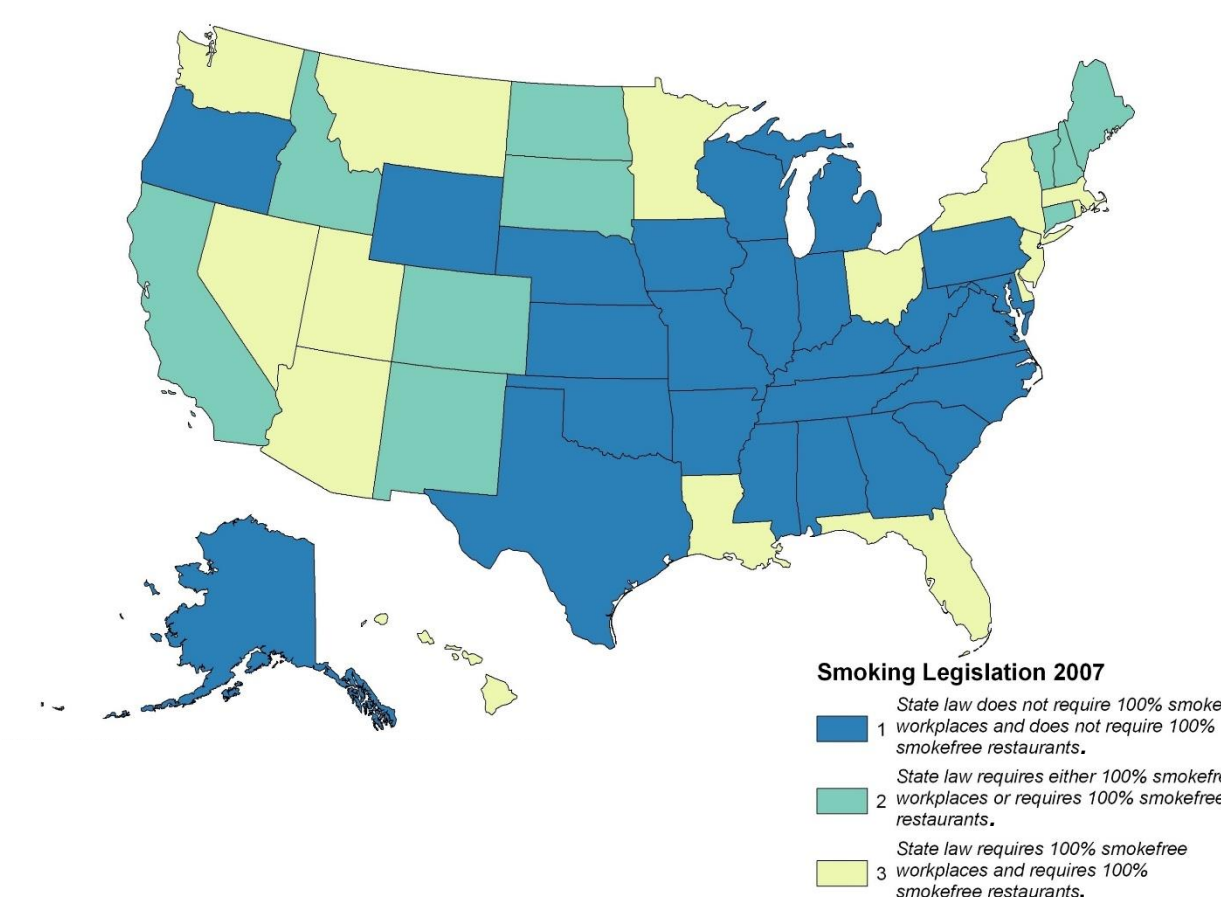 Smoking Legislation 2007
State law does not require 100% smoke
1 workplaces and does not require 100%
smokefree restaurants.
State law requires either 100% smokefre
2 workplaces or requires 100% smokefree
restaurants.
State law requires 100% smokefree
3 workplaces and requires 100%
smokefree restaurants.